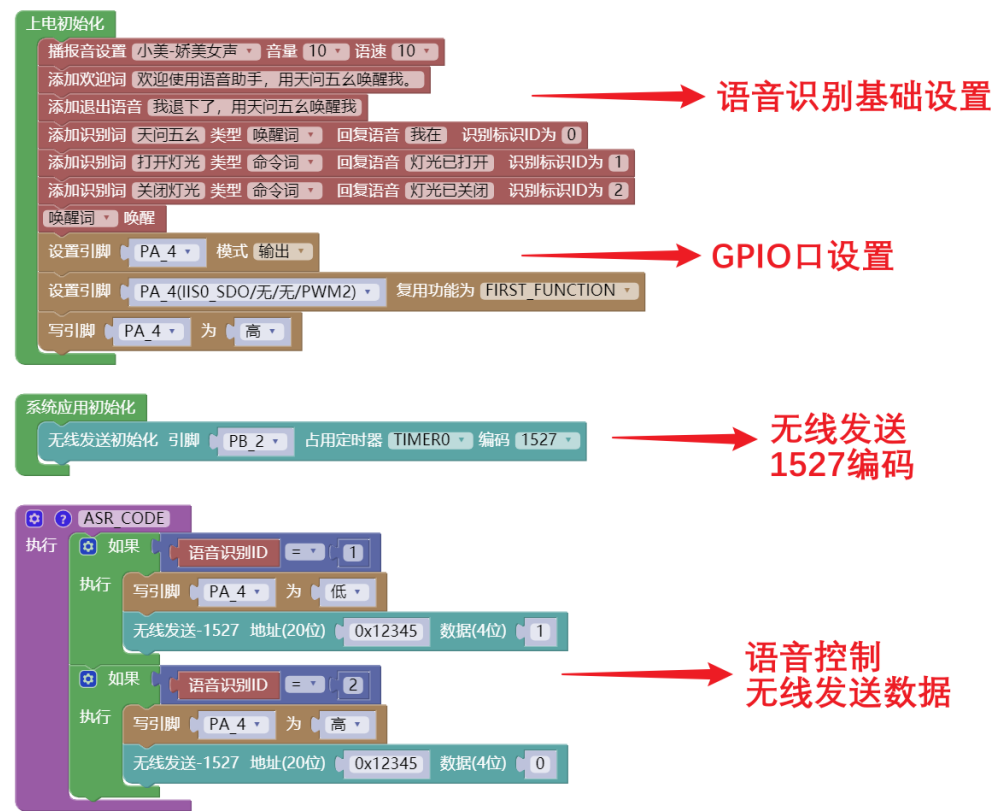 上电初始化
播报音设置 小美-娇美女声 音量 10 语速 10
添加欢迎词 欢迎使用语音助手，用天问五幺唤醒我。
添加退出语音 我退下了，用天问五幺唤醒我
语音识别基础设置
添加识别词 天问五幺 类型 唤醒词 回复语音 我在 识别标识ID为 0
添加识别词 打开灯光 类型 命令词 回复语音 灯光已打开 识别标识ID为 1
添加识别词 关闭灯光 类型 命令词 回复语音 灯光已关闭 识别标识ID为 2
唤醒词 唤醒
设置引脚 PA_4 模式 输出
GPIO口设置
设置引脚 PA_4(IIS0_SDO/无/无/PWM2) 复用功能为 FIRST_FUNCTION
写引脚 PA_4 为 高
系统应用初始化
无线发送初始化 引脚 PB_2 占用定时器 TIMER0 编码 1527
无线发送
1527编码
? ASR_CODE
执行 如果 语音识别ID = 1
执行 写引脚 PA_4 为 低
无线发送-1527 地址(20位) 0x12345 数据(4位) 1
如果 语音识别ID = 2
执行 写引脚 PA_4 为 高
无线发送-1527 地址(20位) 0x12345 数据(4位) 0
语音控制
无线发送数据